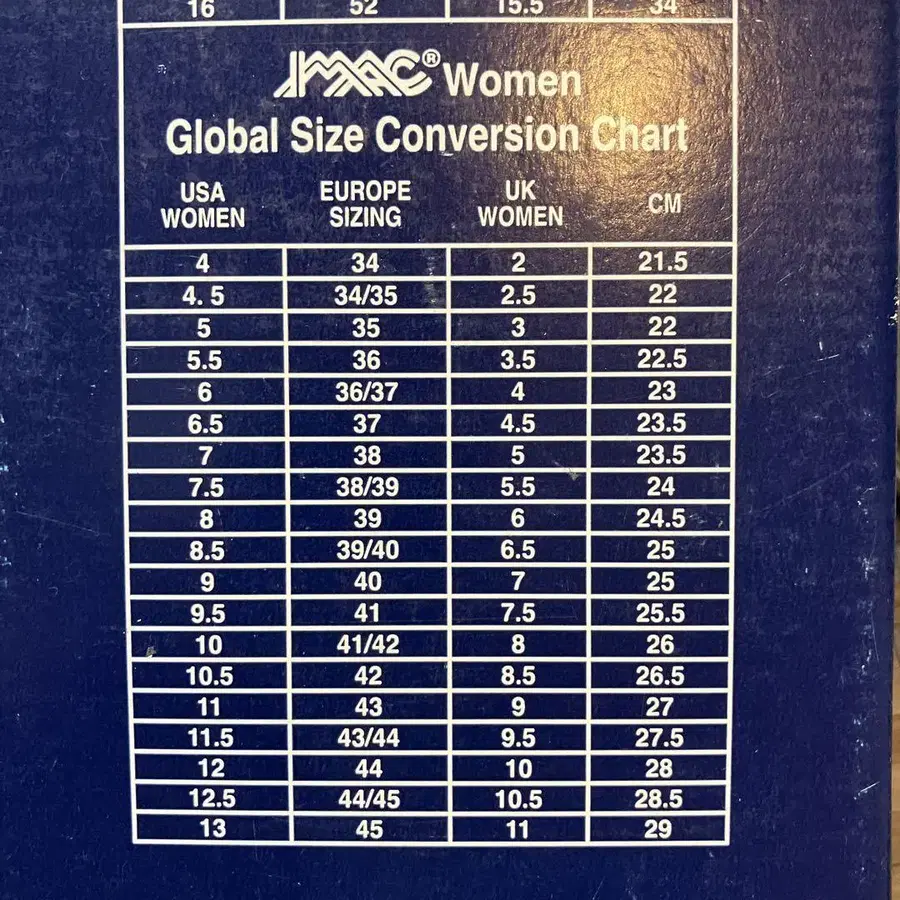 16 52 15.5 34
IMAC® Women
Global Size Conversion Chart
USA WOMEN EUROPE SIZING UK WOMEN CM
4 34 2 21.5
4. 5 34/35 2.5 22
5 35 3 22
5.5 36 3.5 22.5
6 36/37 4 23
6.5 37 4.5 23.5
7 38 5 23.5
7.5 38/39 5.5 24
8 39 6 24.5
8.5 39/40 6.5 25
9 40 7 25
9.5 41 7.5 25.5
10 41/42 8 26
10.5 42 8.5 26.5
11 43 9 27
11.5 43/44 9.5 27.5
12 44 10 28
12.5 44/45 10.5 28.5
13 45 11 29